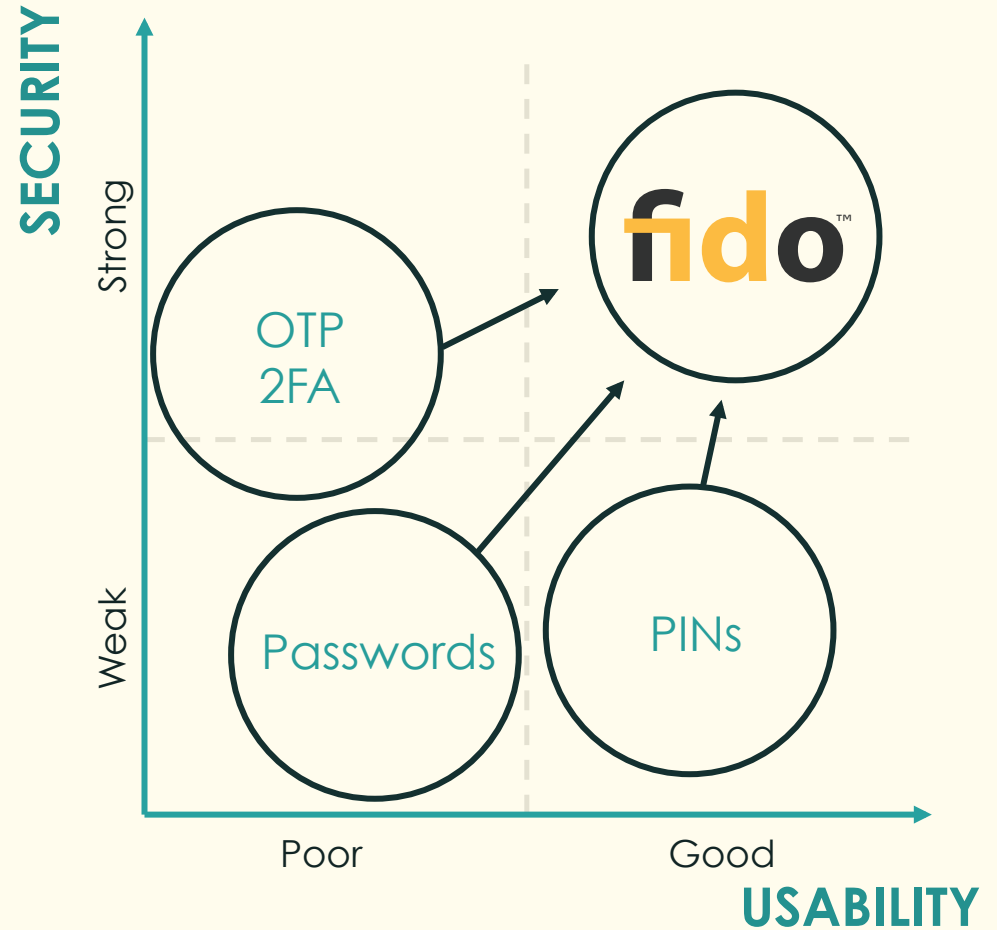 SECURITY
Strong
Weak
fido™
OTP
2FA
Passwords
PINs
Poor
Good
USABILITY